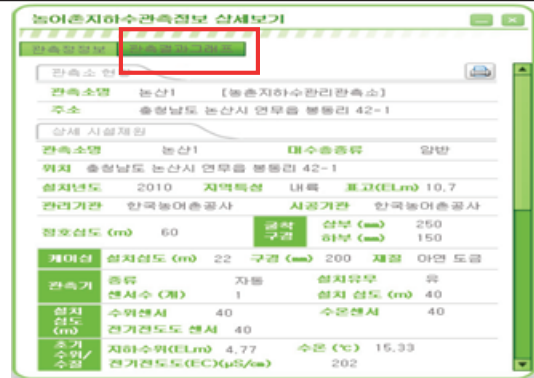 농어촌지하수관측정보 상세보기
관측정정보 관측결과그래프
관측소 현황
관측소명 논산1 [농촌지하수관리관측소]
주소 충청남도 논산시 연무읍 봉동리 42-1
상세 시설제원
관측소명 논산1 대수층종류 암반
위치 충청남도 논산시 연무읍 봉동리 42-1
설치년도 2010 지역특성 내륙 표고(EL.m) 10.7
관리기관 한국농어촌공사 시공기관 한국농어촌공사
정호심도 (m) 60 굴착구경 상부 (mm) 250
하부 (mm) 150
케이싱 설치심도 (m) 22 구경 (mm) 200 재질 아연 도금
관측기 종류 자동 설치유무 유
센서수 (개) 1 설치 심도 (m) 40
설치심도(m) 수위센서 40 수온센서 40
전기전도도 센서 40
초기수위/수질 지하수위(EL.m) 4.77 수온 (℃) 15.33
전기전도도(EC)(μS/cm) 202